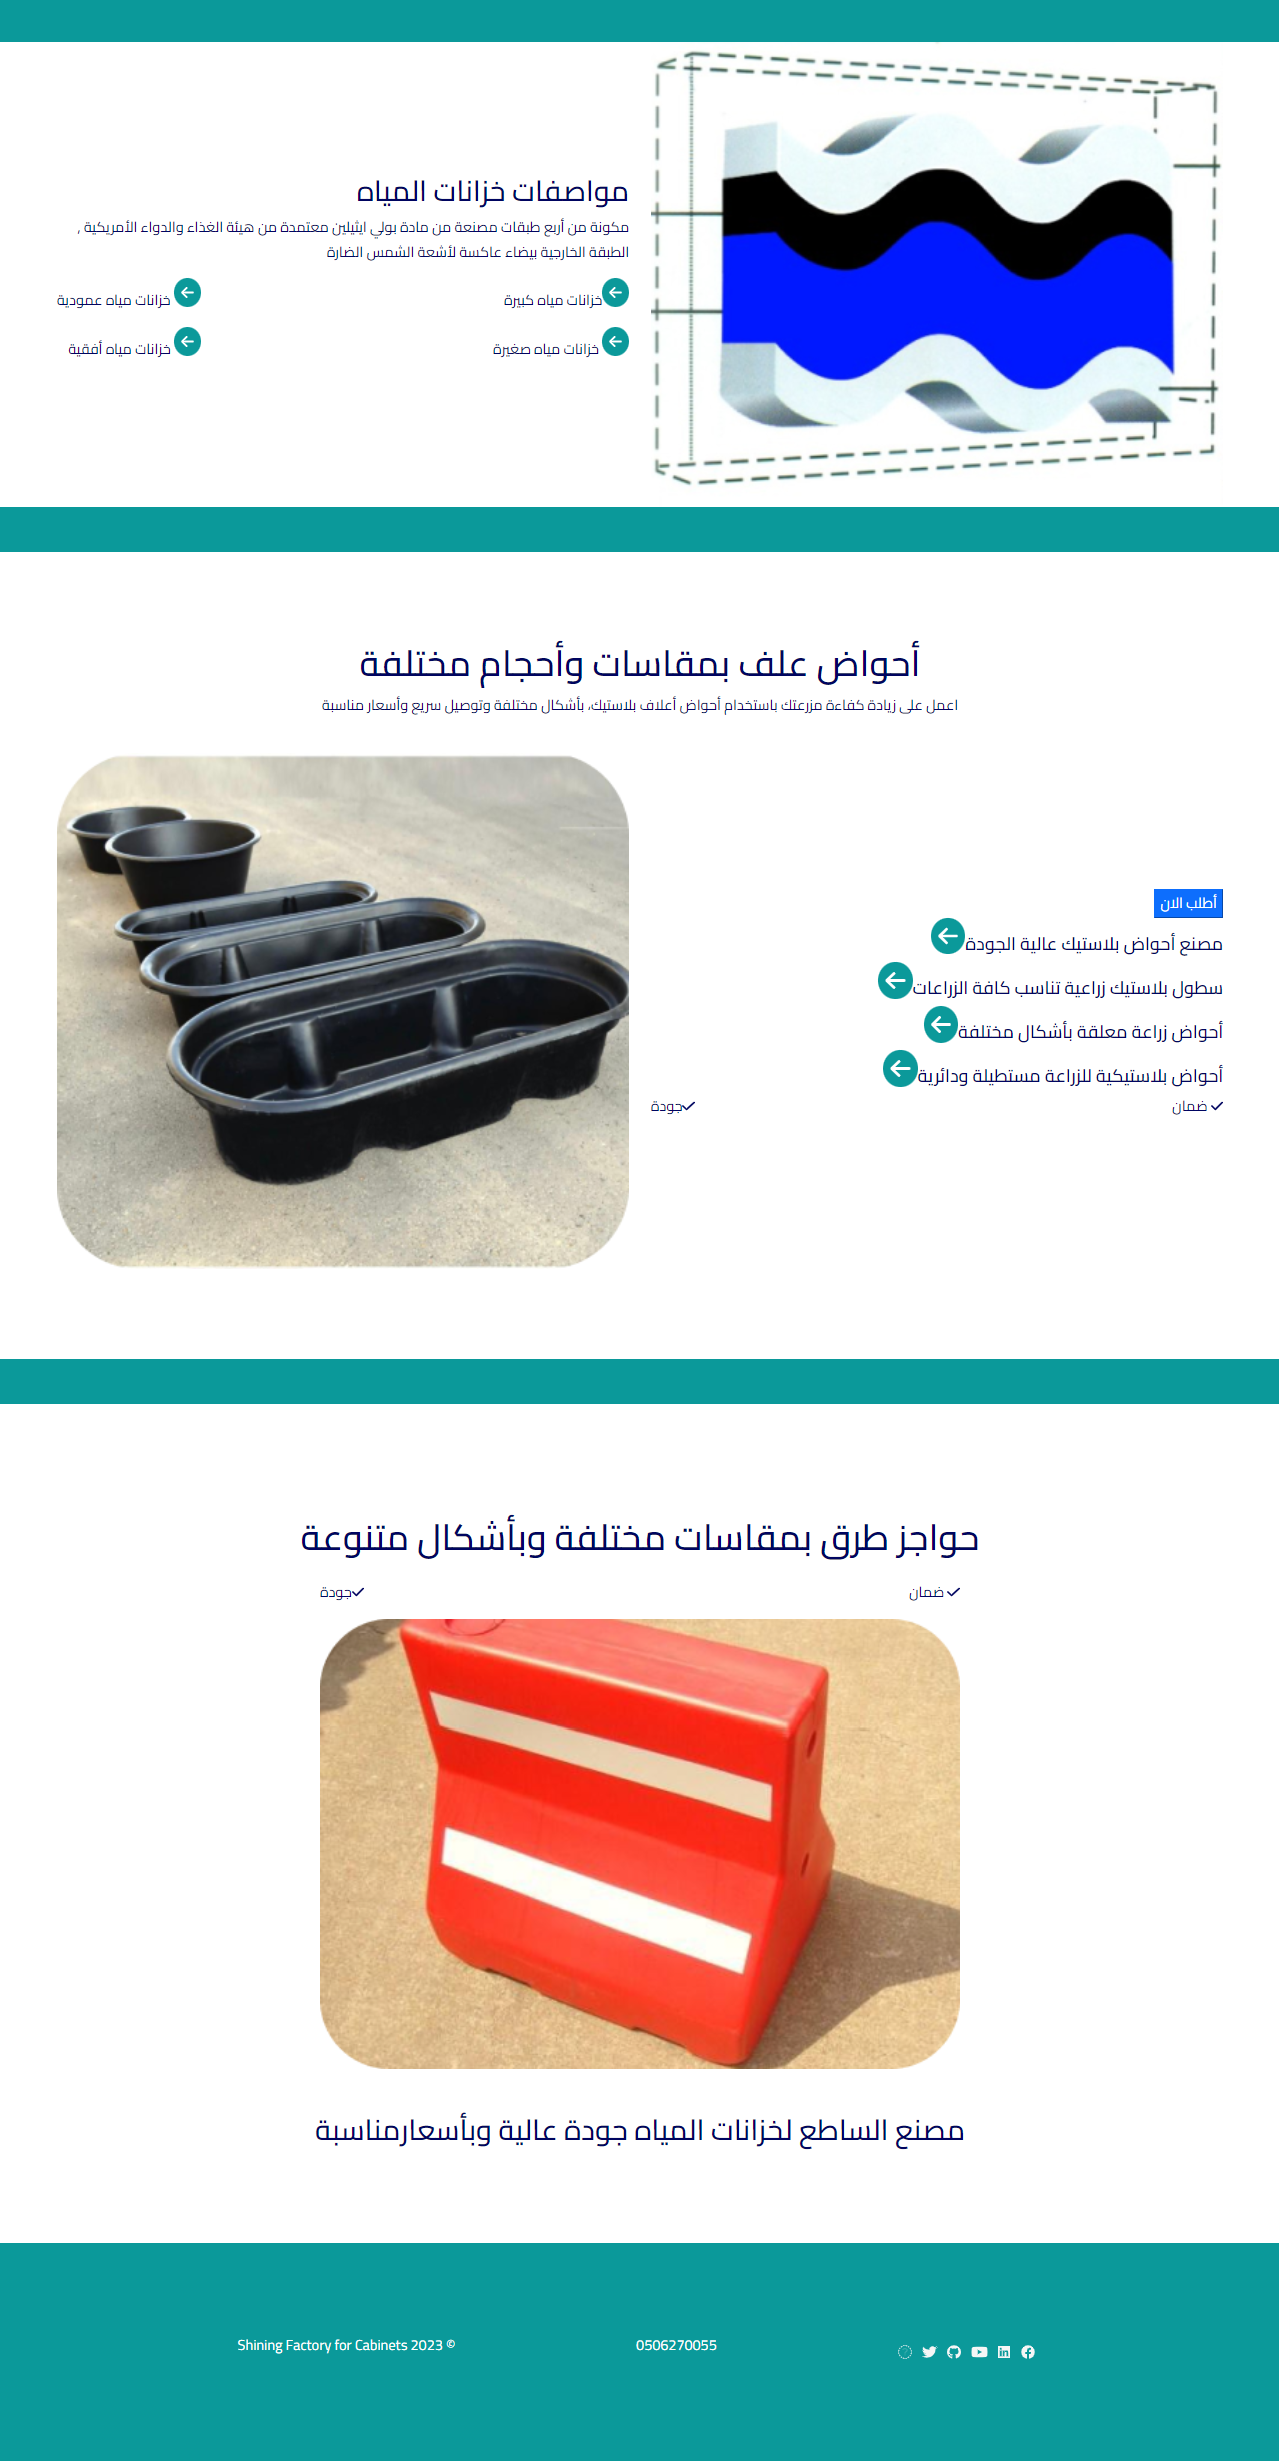 مواصفات خزانات المياه
مكونة من أربع طبقات مصنعة من مادة بولي ايثيلين معتمدة من هيئة الغذاء والدواء الأمريكية ,
الطبقة الخارجية بيضاء عاكسة لأشعة الشمس الضارة
خزانات مياه كبيرة
خزانات مياه عمودية
خزانات مياه صغيرة
خزانات مياه أفقية
أحواض علف بمقاسات وأحجام مختلفة
اعمل على زيادة كفاءة مزرعتك باستخدام أحواض أعلاف بلاستيك، بأشكال مختلفة وتوصيل سريع وأسعار مناسبة
أطلب الان
مصنع أحواض بلاستيك عالية الجودة
سطول بلاستيك زراعية تناسب كافة الزراعات
أحواض زراعة معلقة بأشكال مختلفة
أحواض بلاستيكية للزراعة مستطيلة ودائرية
ضمان
جودة
حواجز طرق بمقاسات مختلفة وبأشكال متنوعة
ضمان
جودة
مصنع الساطع لخزانات المياه جودة عالية وبأسعارمناسبة
0506270055
Shining Factory for Cabinets 2023 ©